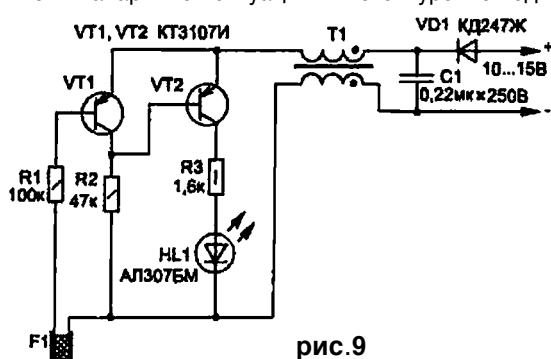 VT1, VT2 КТ3107И
T1
VD1 КД247Ж
+
10...15В
C1
0,22мк×250В
-
VT1
VT2
R1
100к
R2
47к
R3
1,6к
HL1
АЛ307БМ
F1
рис.9